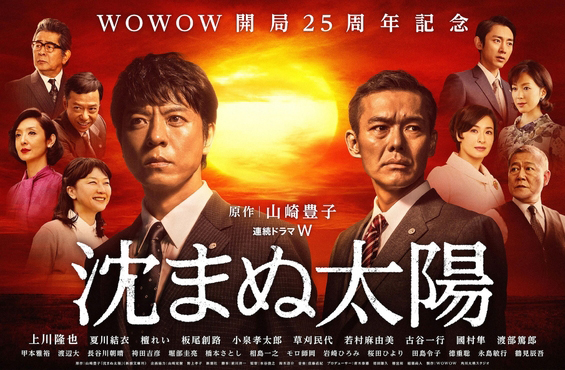 WOWOW開局25周年記念
原作|山崎豊子
連続ドラマW
沈まぬ太陽
上川隆也 夏川結衣 檀れい 板尾創路 小泉孝太郎 草刈民代 若村麻由美 古谷一行 國村隼 渡部篤郎
甲本雅裕 渡辺大 長谷川朝晴 袴田吉彦 堀部圭亮 橋本さとし 相島一之 モロ師岡 岩崎ひろみ 桜田ひより 田島令子 德重聡 永島敏行 鶴見辰吾